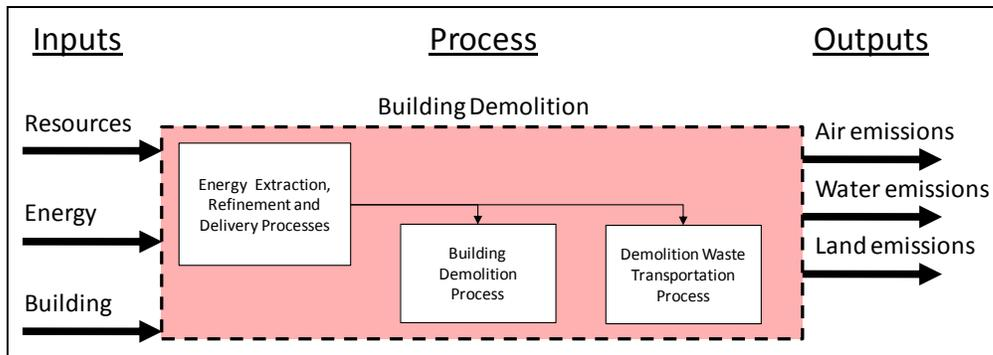 Inputs
Process
Outputs
Building Demolition
Resources
Energy
Building
Energy Extraction,
Refinement and
Delivery Processes
Building
Demolition
Process
Demolition Waste
Transportation
Process
Air emissions
Water emissions
Land emissions